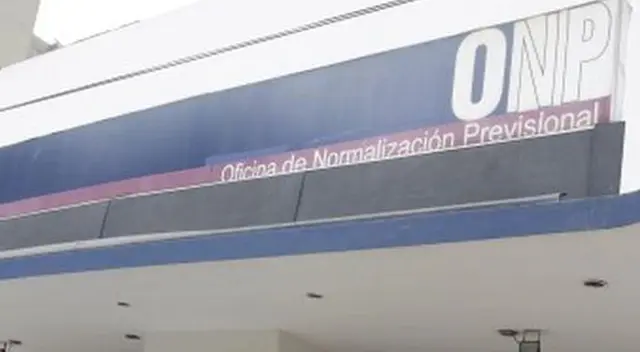 ONP
Oficina de Normalización Previsional